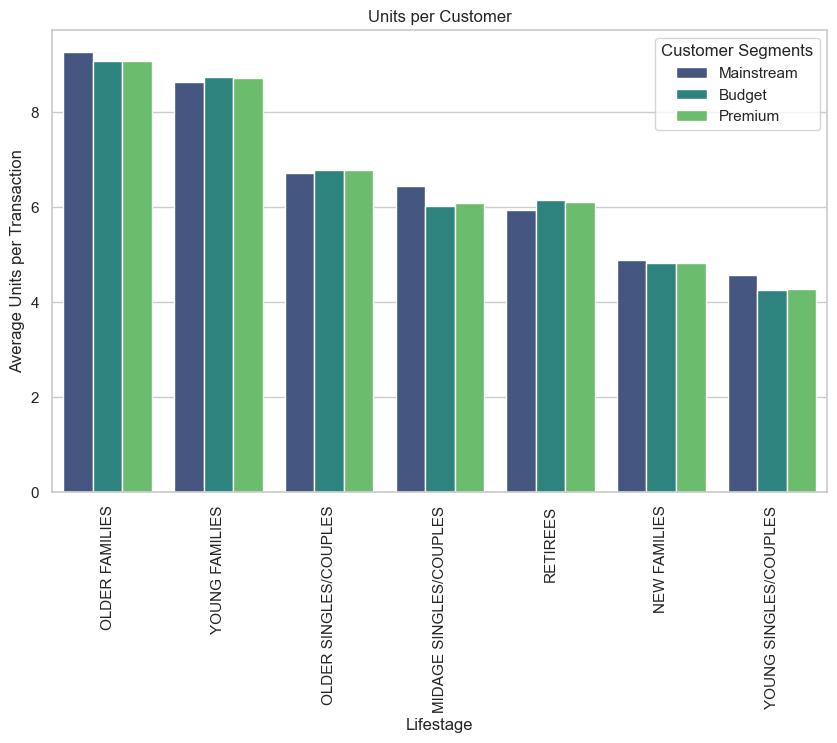 Units per Customer
Customer Segments
Mainstream
Budget
Premium
Average Units per Transaction
8
6
4
2
0
OLDER FAMILIES
YOUNG FAMILIES
OLDER SINGLES/COUPLES
MIDAGE SINGLES/COUPLES
RETIREES
NEW FAMILIES
YOUNG SINGLES/COUPLES
Lifestage